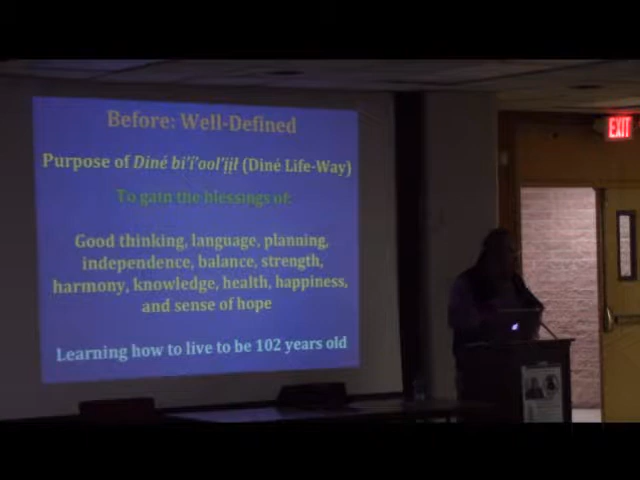 Before: Well-Defined
Purpose of Diné bi'i'ool'įįł (Diné Life-Way)
To gain the blessings of:
Good thinking, language, planning,
independence, balance, strength,
harmony, knowledge, health, happiness,
and sense of hope
Learning how to live to be 102 years old
EXIT